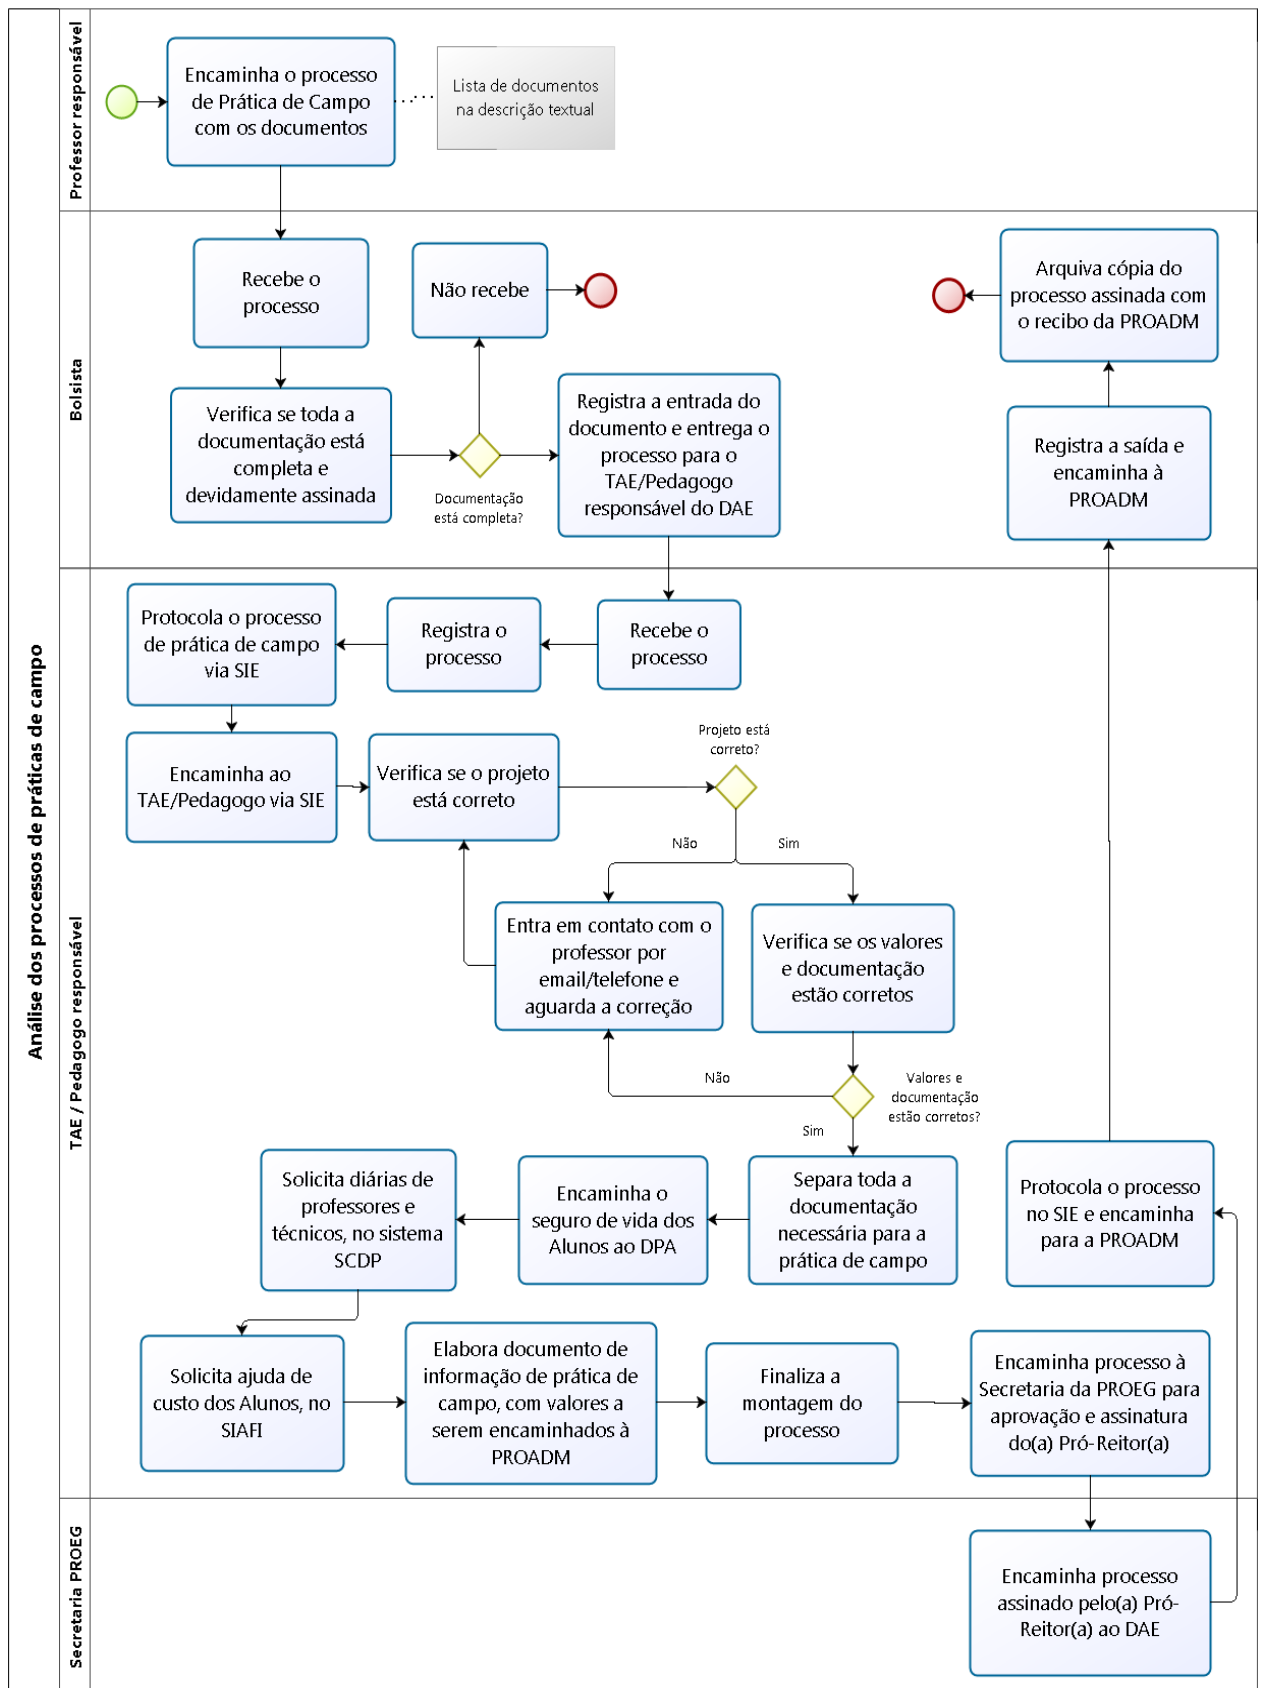 Análise dos processos de práticas de campo
Professor responsável
Encaminha o processo
de Prática de Campo
com os documentos
Lista de documentos
na descrição textual
Bolsista
Recebe o
processo
Não recebe
Arquiva cópia do
processo assinada com
o recibo da PROADM
Verifica se toda a
documentação está
completa e
devidamente assinada
Documentação
está completa?
Registra a entrada do
documento e entrega o
processo para o
TAE/Pedagogo
responsável do DAE
Registra a saída e
encaminha à
PROADM
TAE / Pedagogo responsável
Protocola o processo
de prática de campo
via SIE
Registra o
processo
Recebe o
processo
Encaminha ao
TAE/Pedagogo via SIE
Verifica se o projeto
está correto
Projeto está
correto?
Não
Sim
Entra em contato com o
professor por
email/telefone e
aguarda a correção
Verifica se os valores
e documentação
estão corretos
Não
Valores e
documentação
estão corretos?
Sim
Solicita diárias de
professores e
técnicos, no sistema
SCDP
Encaminha o
seguro de vida dos
Alunos ao DPA
Separa toda a
documentação
necessária para a
prática de campo
Protocola o processo
no SIE e encaminha
para a PROADM
Solicita ajuda de
custo dos Alunos, no
SIAFI
Elabora documento de
informação de prática de
campo, com valores a
serem encaminhados à
PROADM
Finaliza a
montagem do
processo
Encaminha processo à
Secretaria da PROEG para
aprovação e assinatura
do(a) Pró-Reitor(a)
Secretaria PROEG
Encaminha processo
assinado pelo(a) Pró-
Reitor(a) ao DAE